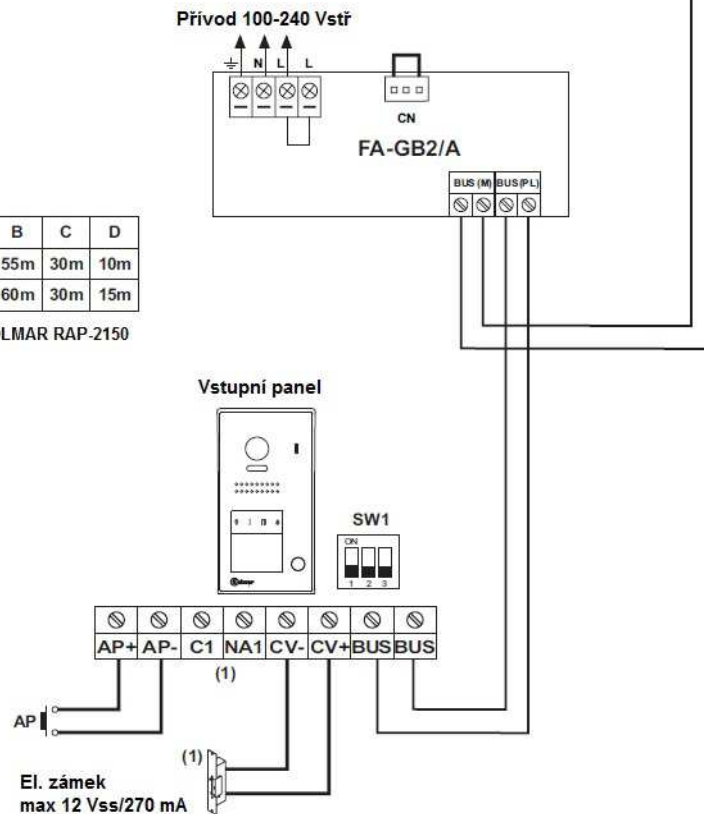 Přívod 100-240 Vstř
N L L
CN
FA-GB2/A
BUS (M) BUS (PL)
B C D
55m 30m 10m
60m 30m 15m
LMAR RAP-2150
Vstupní panel
SW1
ON
1 2 3
AP+ AP- C1 NA1 CV- CV+ BUS BUS
(1)
AP
(1)
El. zámek
max 12 Vss/270 mA